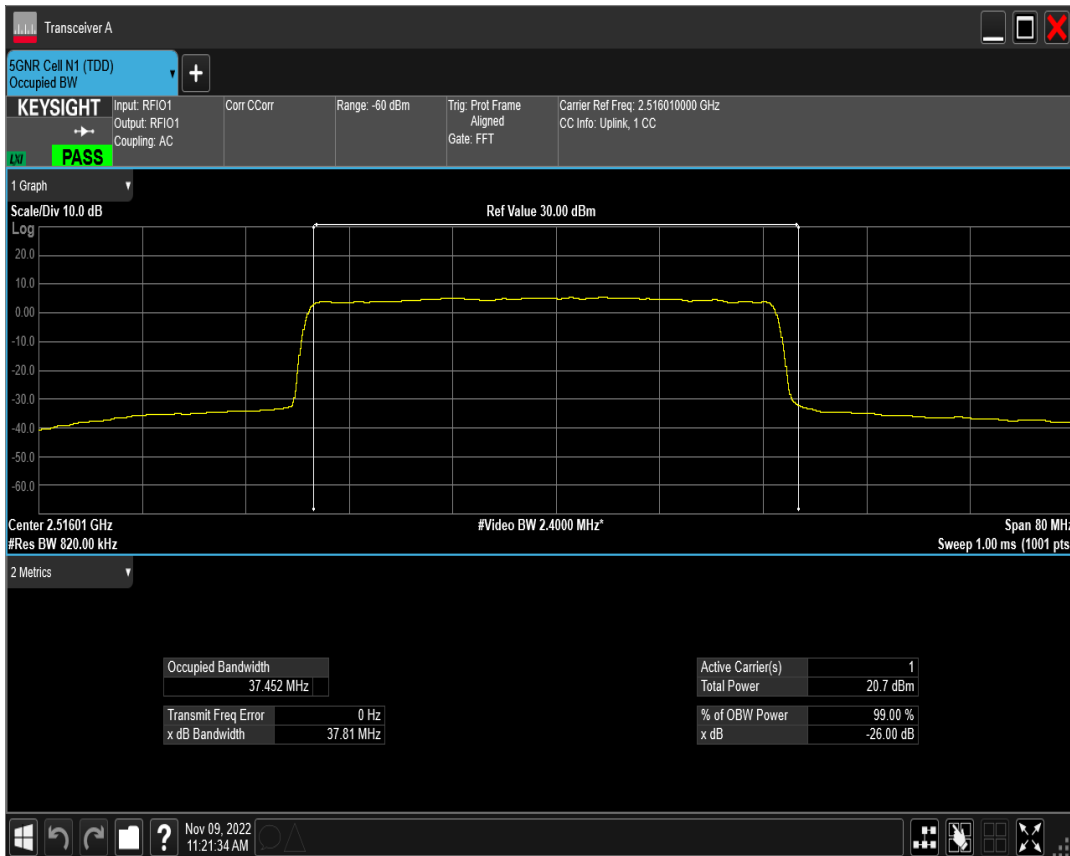 Transceiver A
5GNR Cell N1 (TDD)
Occupied BW
+
KEYSIGHT
LXI
PASS
Input: RFIO1
Output: RFIO1
Coupling: AC
Corr CCorr
Range: -60 dBm
Trig: Prot Frame
Aligned
Gate: FFT
Carrier Ref Freq: 2.516010000 GHz
CC Info: Uplink, 1 CC
1 Graph
Scale/Div 10.0 dB
Ref Value 30.00 dBm
Log
20.0
10.0
0.00
-10.0
-20.0
-30.0
-40.0
-50.0
-60.0
Center 2.51601 GHz
#Video BW 2.4000 MHz*
Span 80 MHz
#Res BW 820.00 kHz
Sweep 1.00 ms (1001 pts
2 Metrics
Occupied Bandwidth
37.452 MHz
Transmit Freq Error 0 Hz
x dB Bandwidth 37.81 MHz
Active Carrier(s) 1
Total Power 20.7 dBm
% of OBW Power 99.00 %
x dB -26.00 dB
?
Nov 09, 2022
11:21:34 AM